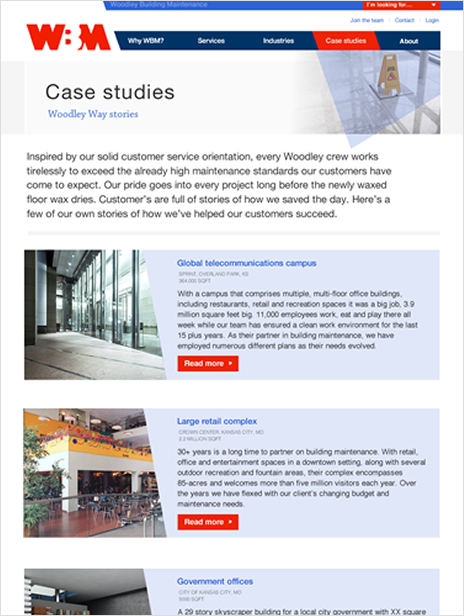 Woodley Building Maintenance
I'm looking for...
Join the team Contact Login
WBM
Why WBM? Services Industries Case studies About
Case studies
Woodley Way stories
Inspired by our solid customer service orientation, every Woodley crew works
tirelessly to exceed the already high maintenance standards our customers have
come to expect. Our pride goes into every project long before the newly waxed
floor wax dries. Customer's are full of stories of how we saved the day. Here's a
few of our own stories of how we've helped our customers succeed.
Global telecommunications campus
SPRINT, OVERLAND PARK, KS
364,000 SQFT
With a campus that comprises multiple, multi-floor office buildings,
including restaurants, retail and recreation spaces it was a big job, 3.9
million square feet big. 11,000 employees work, eat and play there all
week while our team has ensured a clean work environment for the last
15 plus years. As their partner in building maintenance, we have
employed numerous different plans as their needs evolved.
Read more
Large retail complex
CROWN CENTER, KANSAS CITY, MO
2.2 MILLION SQFT
30+ years is a long time to partner on building maintenance. With retail,
office and entertainment spaces in a downtown setting, along with several
outdoor recreation and fountain areas, their complex encompasses
85-acres and welcomes more than five million visitors each year. Over
the years we have flexed with our client's changing budget and
maintenance needs.
Read more
Government offices
CITY OF KANSAS CITY, MO
5000 SQFT
A 29 story skyscraper building for a local city government with XX square